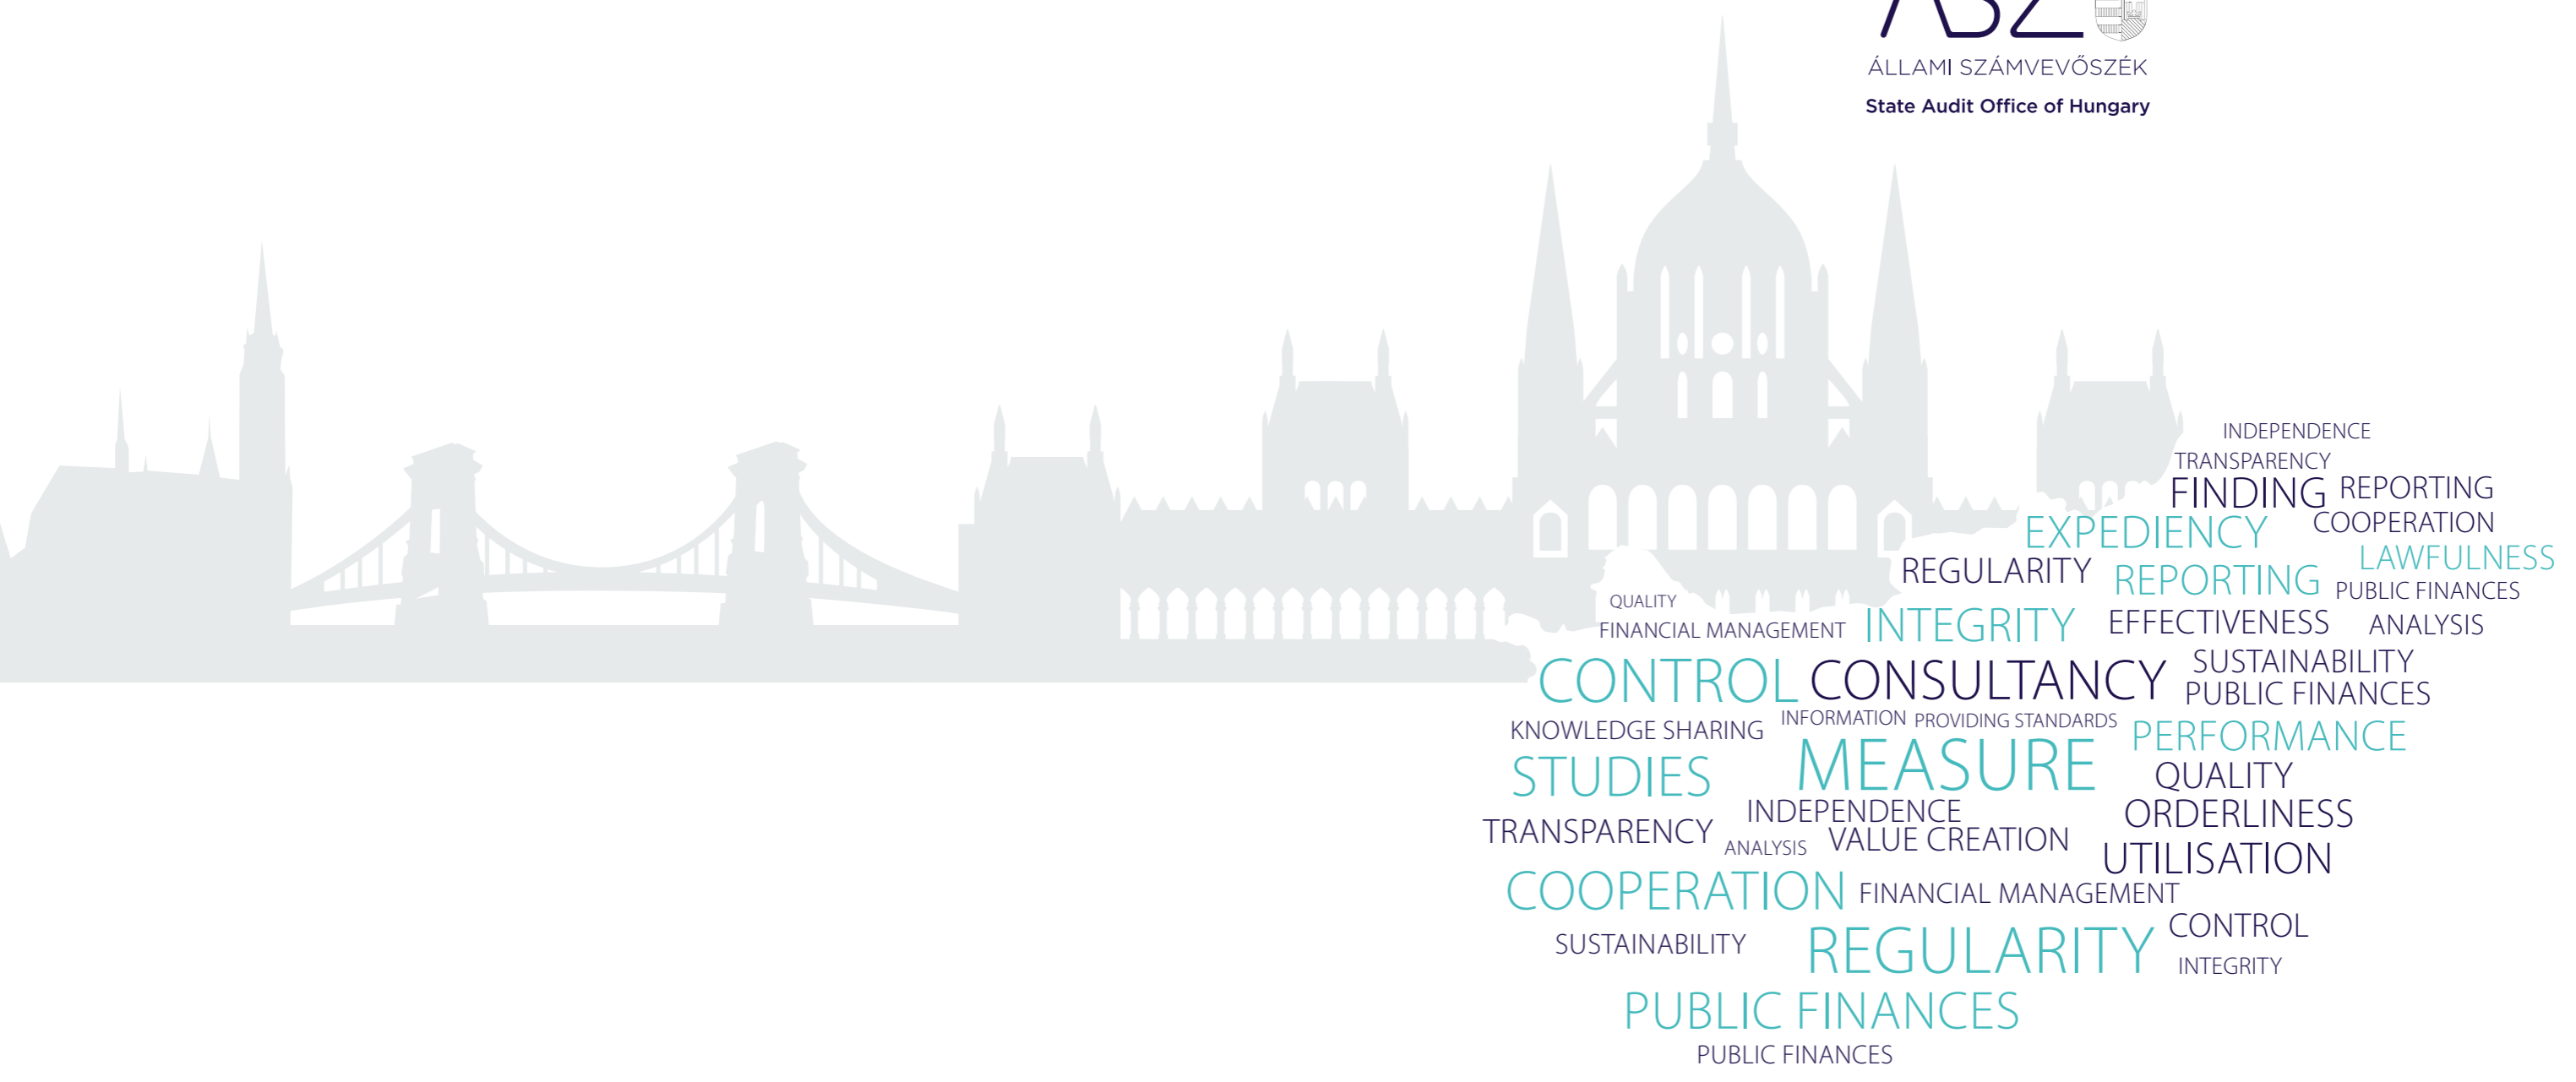 ÁSZ
ÁLLAMI SZÁMVEVŐSZÉK
State Audit Office of Hungary
INDEPENDENCE
TRANSPARENCY
FINDING REPORTING
EXPEDIENCY COOPERATION
LAWFULNESS
REGULARITY REPORTING PUBLIC FINANCES
QUALITY
FINANCIAL MANAGEMENT INTEGRITY EFFECTIVENESS ANALYSIS
CONTROL CONSULTANCY SUSTAINABILITY
PUBLIC FINANCES
KNOWLEDGE SHARING INFORMATION PROVIDING STANDARDS PERFORMANCE
STUDIES MEASURE QUALITY
INDEPENDENCE ORDERLINESS
TRANSPARENCY ANALYSIS VALUE CREATION
UTILISATION
COOPERATION FINANCIAL MANAGEMENT
CONTROL
SUSTAINABILITY REGULARITY INTEGRITY
PUBLIC FINANCES
PUBLIC FINANCES